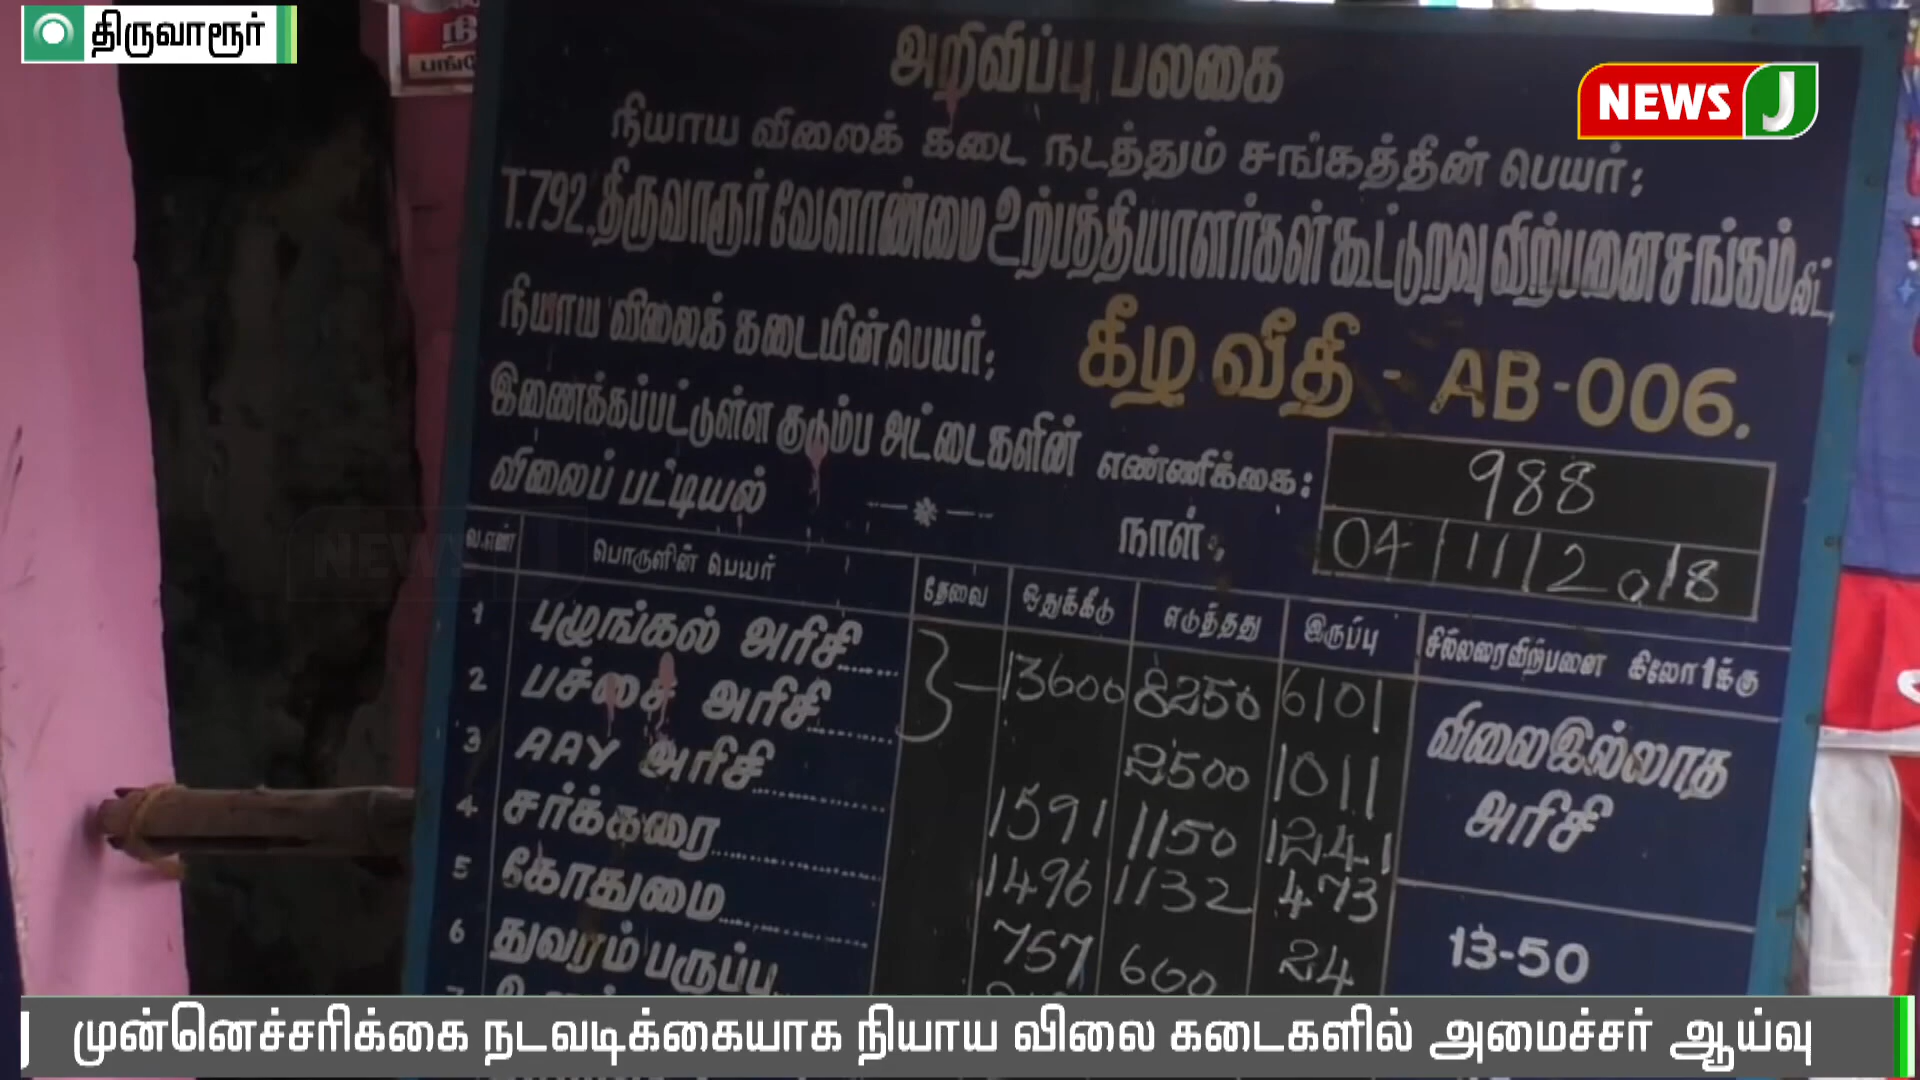 திருவாரூர்
NEWS J
அறிவிப்பு பலகை
நியாய விலைக் கடை நடத்தும் சங்கத்தின் பெயர்:
T.792.திருவாரூர் வேளாண்மை உற்பத்தியாளர்கள் கூட்டுறவு விற்பனை சங்கம் லிட்,
நியாய விலைக் கடையின் பெயர்: கீழ வீதி - AB-006.
இணைக்கப்பட்டுள்ள குடும்ப அட்டைகளின் எண்ணிக்கை: 988
விலைப் பட்டியல் நாள்: 04/11/2018
வ.எண் பொருளின் பெயர் தேவை ஒதுக்கீடு எடுத்தது இருப்பு சில்லரைவிற்பனை கிலோ 1க்கு
1 புழுங்கல் அரிசி 13600 8250 6101 விலைஇல்லாத
2 பச்சை அரிசி
3 AAY அரிசி 2500 1011 அரிசி
4 சர்க்கரை 1591 1150 1241
5 கோதுமை 1496 1132 473 13-50
6 துவரம் பருப்பு 757 600 24
முன்னெச்சரிக்கை நடவடிக்கையாக நியாய விலை கடைகளில் அமைச்சர் ஆய்வு